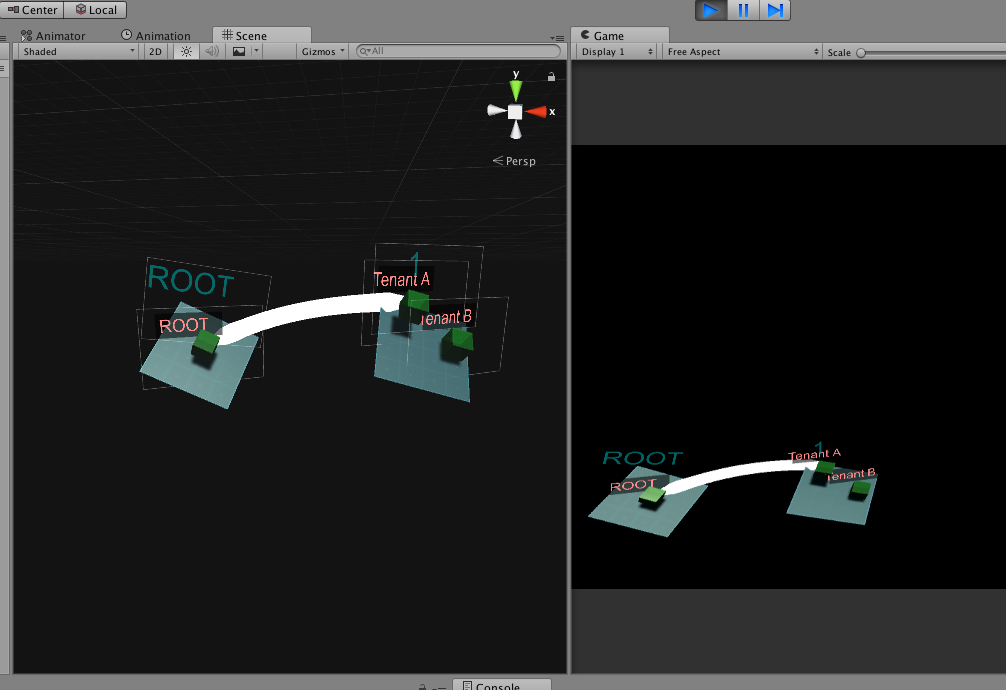 Center Local
Animator Animation Scene
Shaded 2D Gizmos All
y
x
Persp
ROOT
1
Tenant A
Tenant B
ROOT
Game
Display 1 Free Aspect Scale
ROOT
1
Tenant A
Tenant B
ROOT
Console